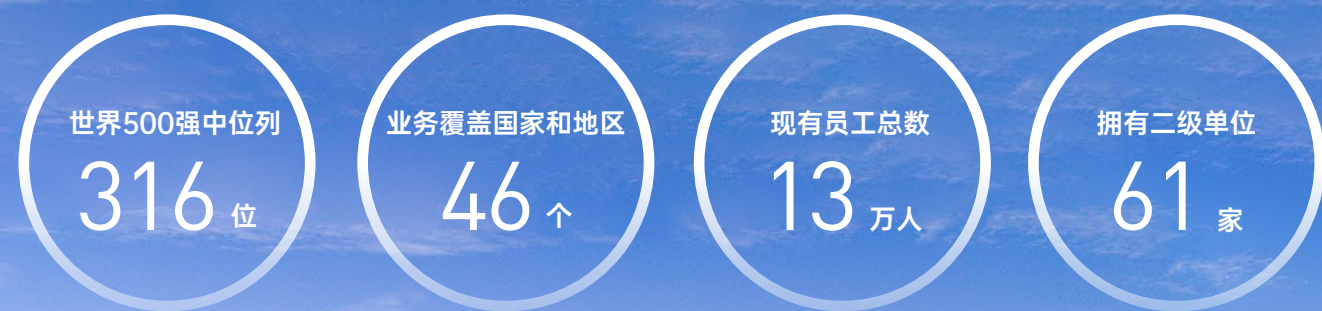 世界500强中位列
316 位
业务覆盖国家和地区
46 个
现有员工总数
13 万人
拥有二级单位
61 家